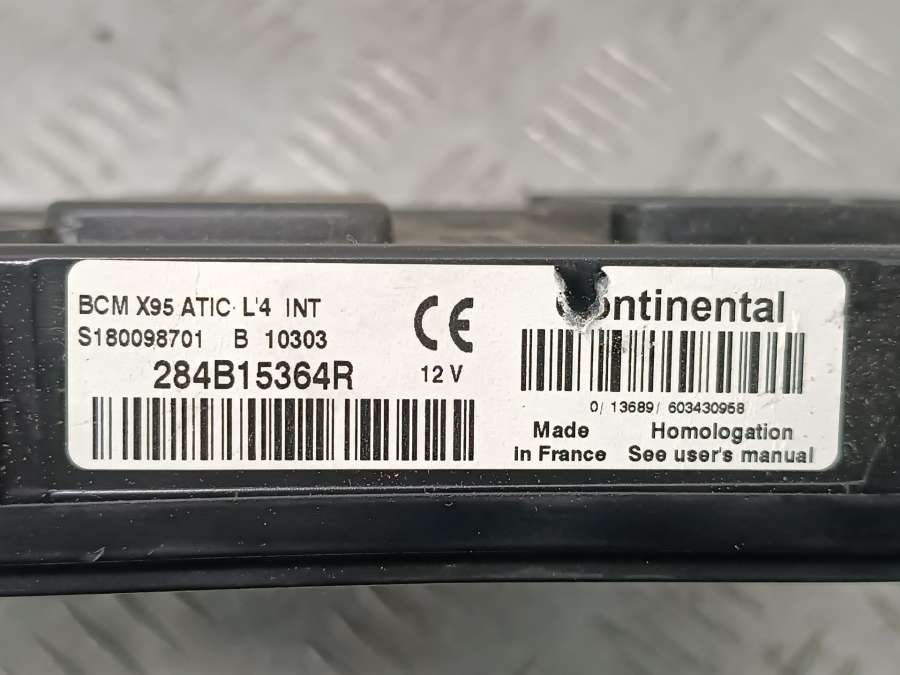 BCM X95 ATIC L'4 INT
S180098701 B 10303
284B15364R
CE
12 V
Continental
0/ 13689/ 603430958
Made in France
Homologation
See user's manual